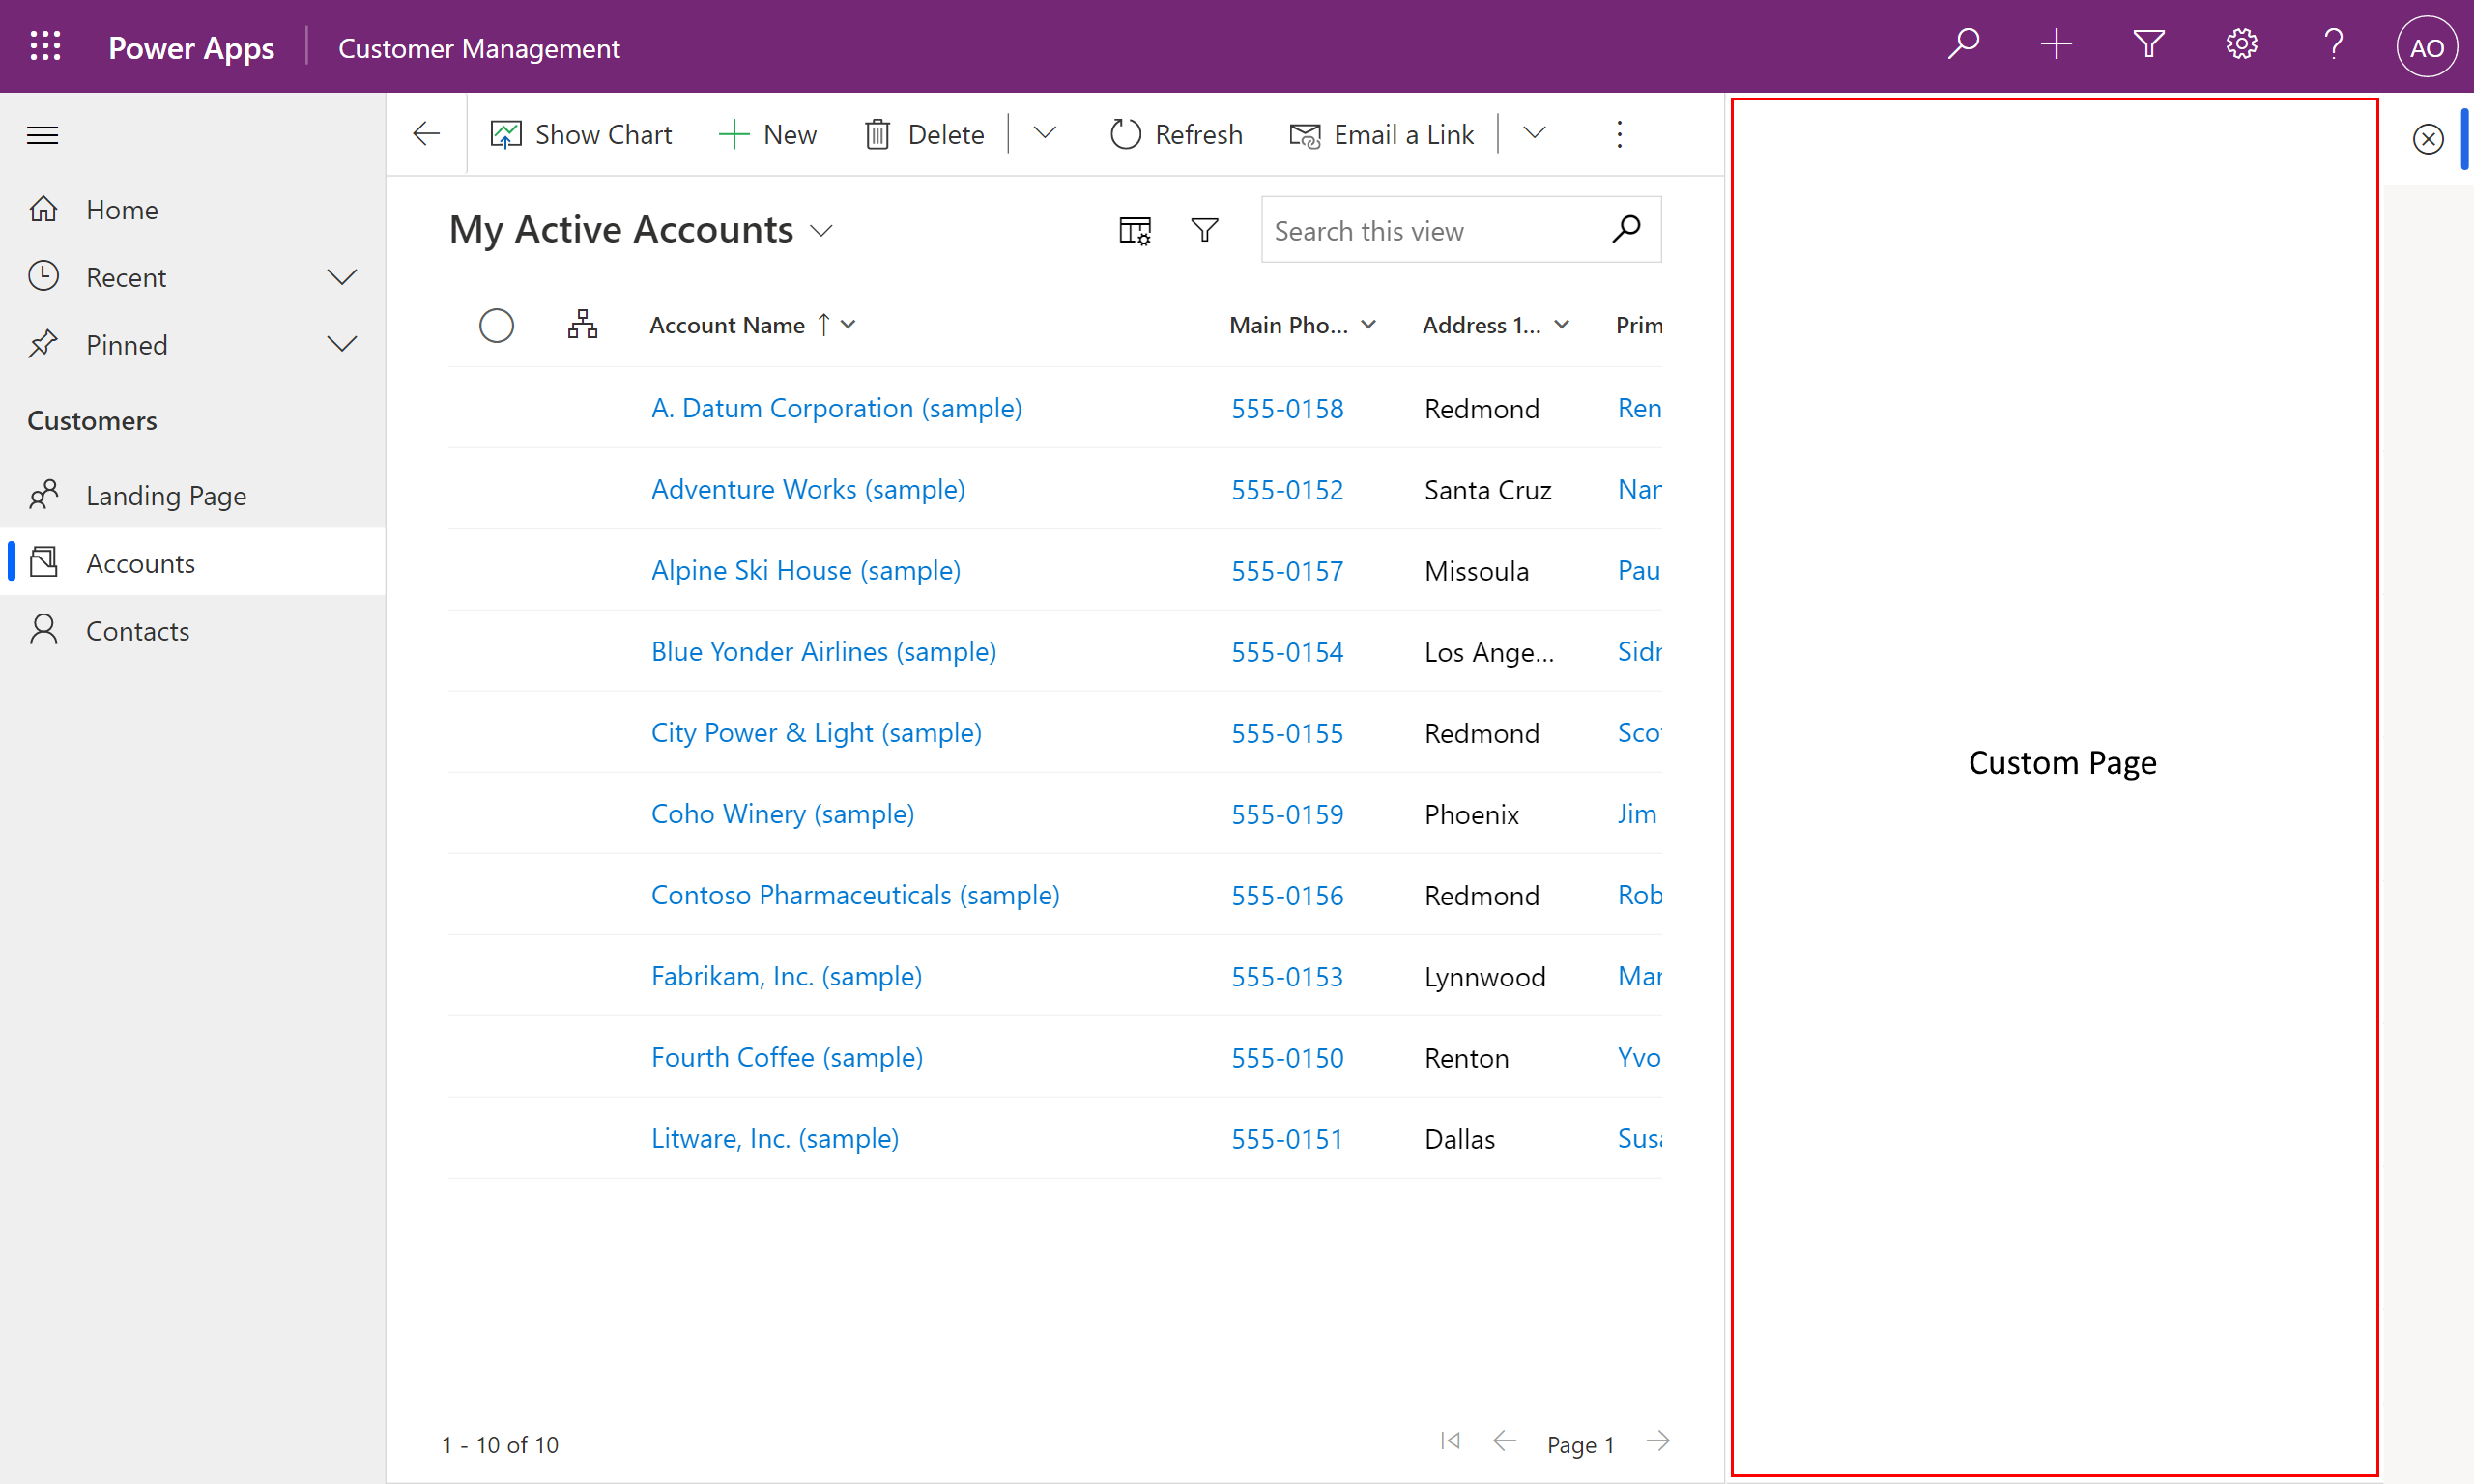 Power Apps Customer Management AO
Show Chart New Delete Refresh Email a Link
Home
Recent
Pinned
Customers
Landing Page
Accounts
Contacts
My Active Accounts Search this view
Account Name Main Pho... Address 1... Prim
A. Datum Corporation (sample) 555-0158 Redmond Ren
Adventure Works (sample) 555-0152 Santa Cruz Nan
Alpine Ski House (sample) 555-0157 Missoula Pau
Blue Yonder Airlines (sample) 555-0154 Los Ange... Sidn
City Power & Light (sample) 555-0155 Redmond Scot
Coho Winery (sample) 555-0159 Phoenix Jim
Contoso Pharmaceuticals (sample) 555-0156 Redmond Rob
Fabrikam, Inc. (sample) 555-0153 Lynnwood Mar
Fourth Coffee (sample) 555-0150 Renton Yvo
Litware, Inc. (sample) 555-0151 Dallas Susa
1 - 10 of 10 Page 1
Custom Page